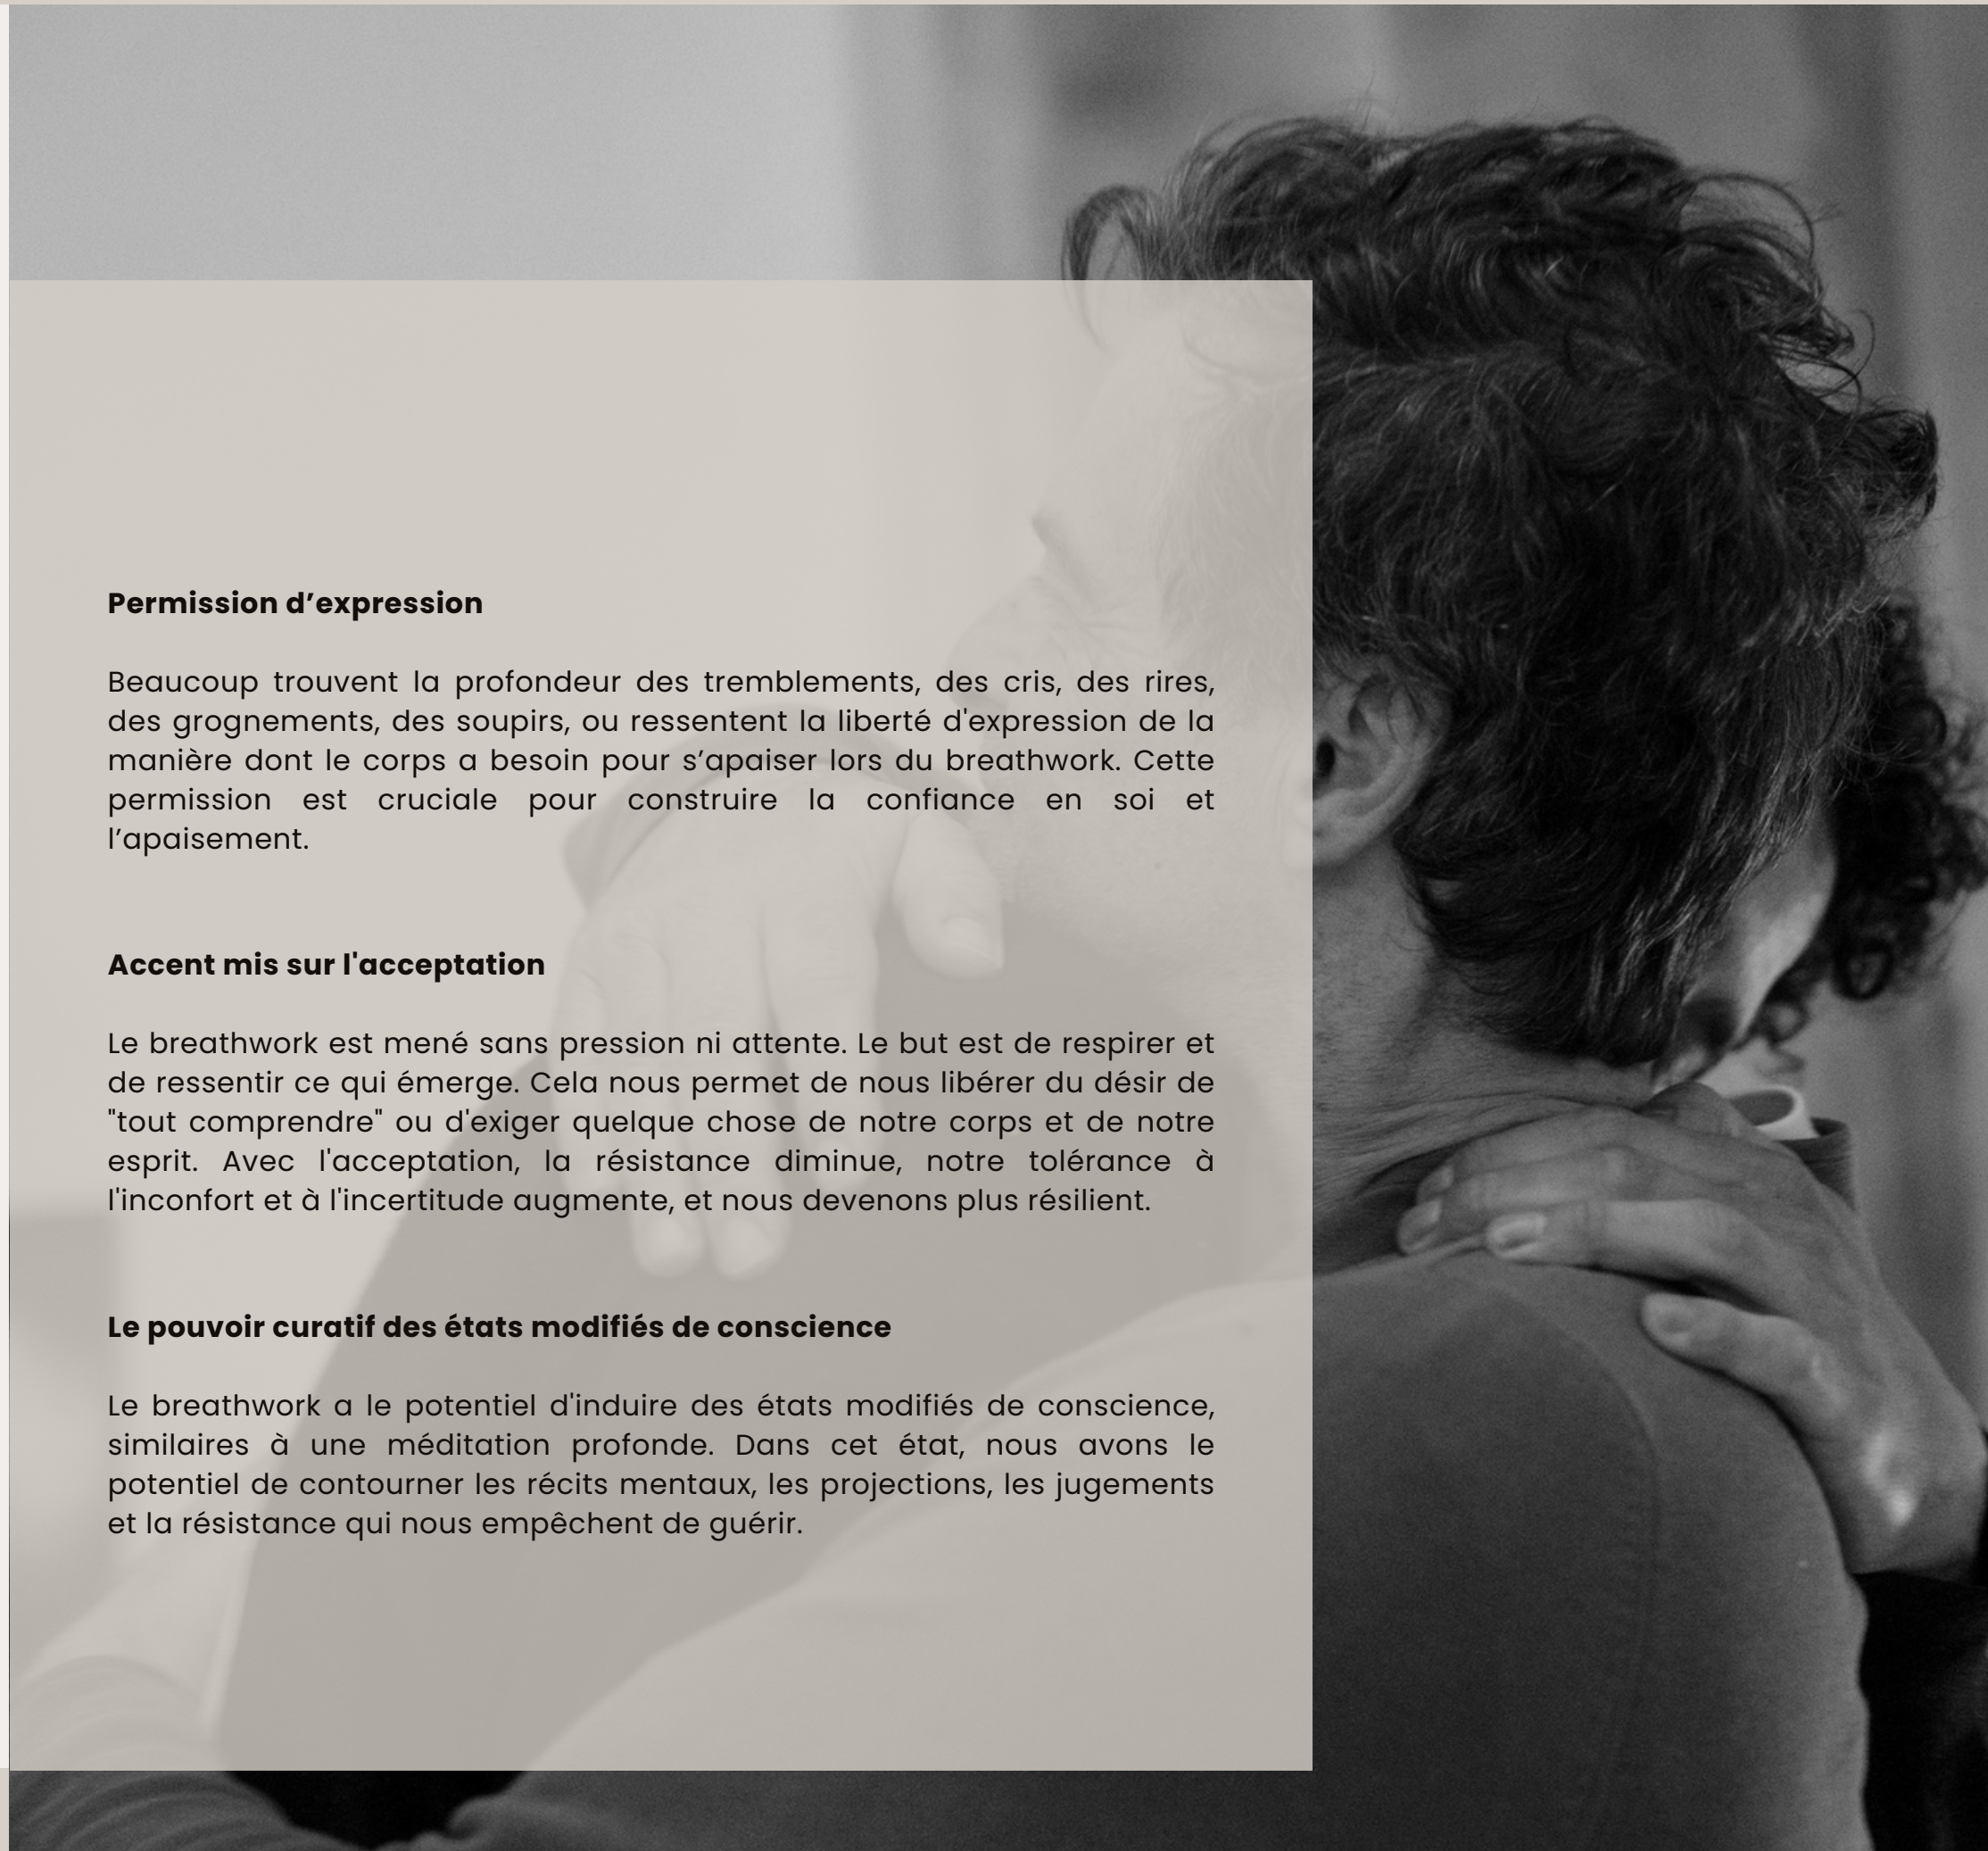 Permission d’expression
Beaucoup trouvent la profondeur des tremblements, des cris, des rires,
des grognements, des soupirs, ou ressentent la liberté d'expression de la
manière dont le corps a besoin pour s’apaiser lors du breathwork. Cette
permission est cruciale pour construire la confiance en soi et
l’apaisement.
Accent mis sur l'acceptation
Le breathwork est mené sans pression ni attente. Le but est de respirer et
de ressentir ce qui émerge. Cela nous permet de nous libérer du désir de
"tout comprendre" ou d'exiger quelque chose de notre corps et de notre
esprit. Avec l'acceptation, la résistance diminue, notre tolérance à
l'inconfort et à l'incertitude augmente, et nous devenons plus résilient.
Le pouvoir curatif des états modifiés de conscience
Le breathwork a le potentiel d'induire des états modifiés de conscience,
similaires à une méditation profonde. Dans cet état, nous avons le
potentiel de contourner les récits mentaux, les projections, les jugements
et la résistance qui nous empêchent de guérir.